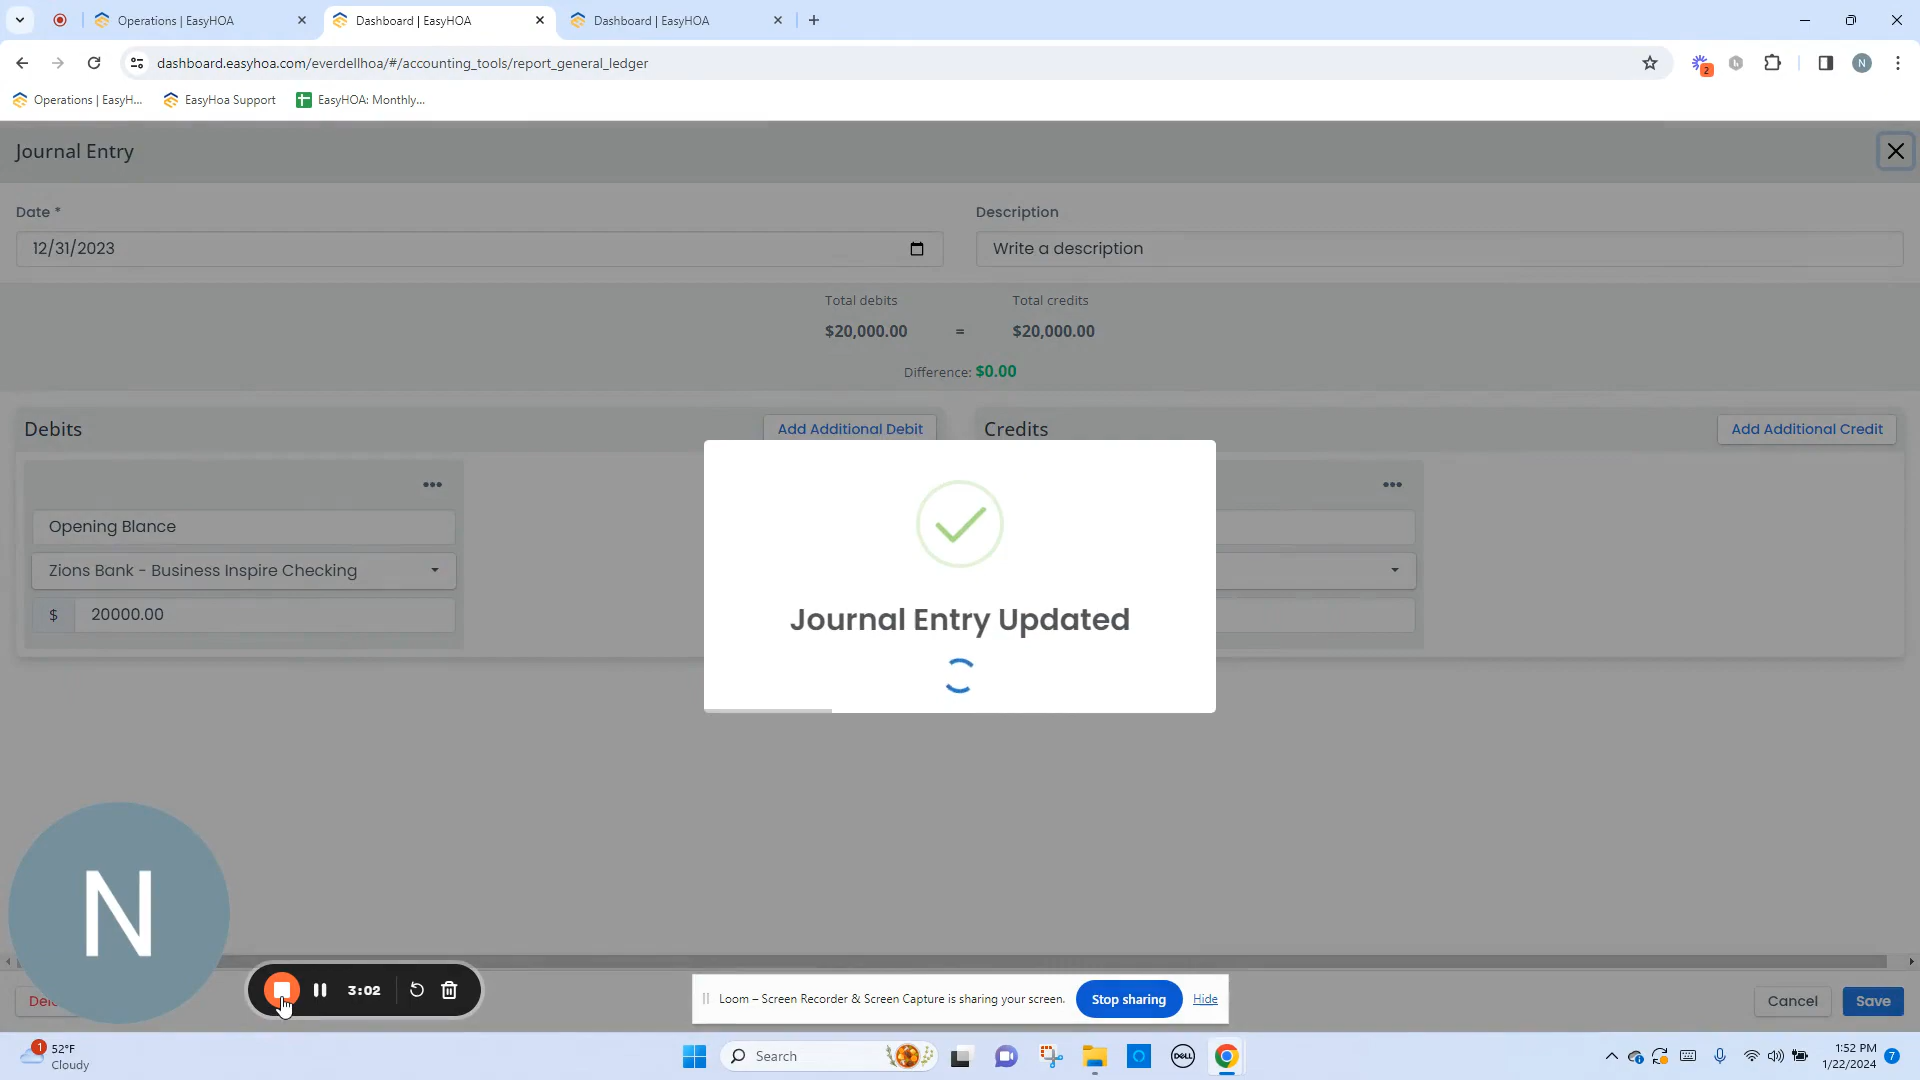 Operations | EasyHOA
Dashboard | EasyHOA
Dashboard | EasyHOA
dashboard.easyhoa.com/everdellhoa/#/accounting_tools/report_general_ledger
2
N
Operations | EasyH...
EasyHoa Support
EasyHOA: Monthly...
Journal Entry
Date *
Description
12/31/2023
Write a description
Total debits
Total credits
$20,000.00
=
$20,000.00
Difference: $0.00
Debits
Add Additional Debit
Credits
Add Additional Credit
Opening Blance
Zions Bank - Business Inspire Checking
$
20000.00
Journal Entry Updated
N
3:02
Loom – Screen Recorder & Screen Capture is sharing your screen.
Stop sharing
Hide
Cancel
Save
1
52°F
Cloudy
Search
DELL
1:52 PM
1/22/2024
7